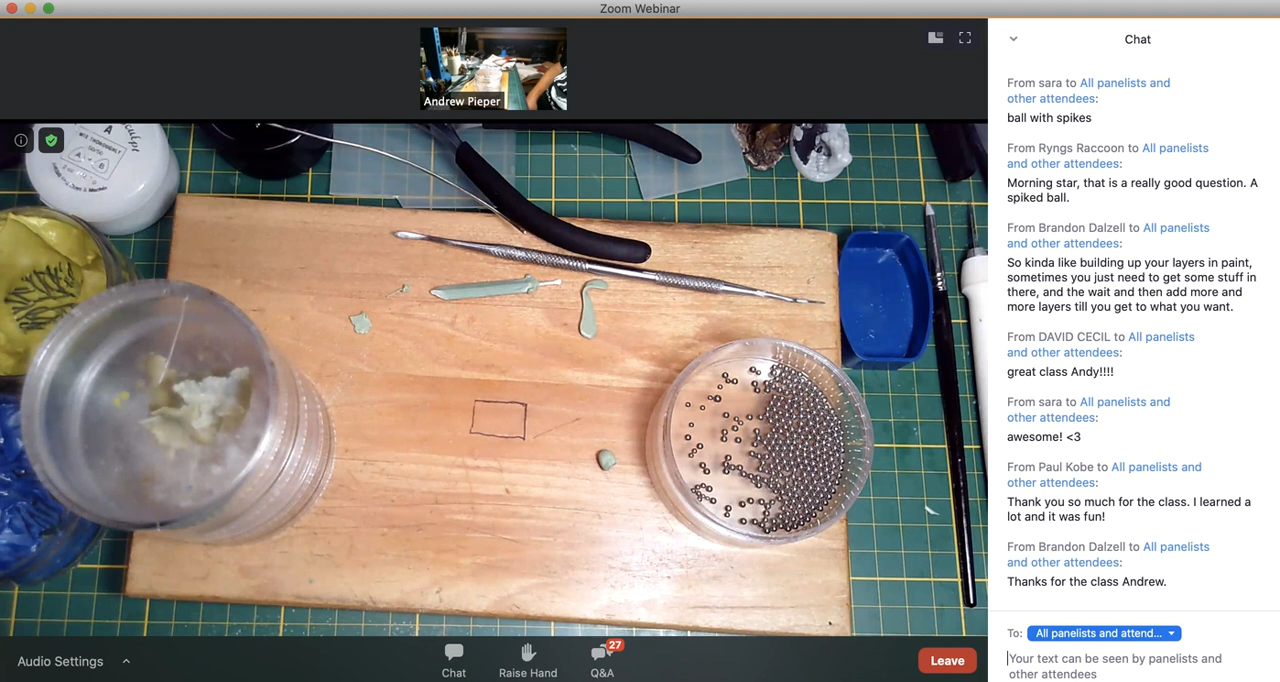 Zoom Webinar
Andrew Pieper
Chat
From sara to All panelists and
other attendees:
ball with spikes
From Ryngs Raccoon to All panelists
and other attendees:
Morning star, that is a really good question. A
spiked ball.
From Brandon Dalzell to All panelists
and other attendees:
So kinda like building up your layers in paint,
sometimes you just need to get some stuff in
there, and the wait and then add more and
more layers till you get to what you want.
From DAVID CECIL to All panelists
and other attendees:
great class Andy!!!!
From sara to All panelists and
other attendees:
awesome! <3
From Paul Kobe to All panelists and
other attendees:
Thank you so much for the class. I learned a
lot and it was fun!
From Brandon Dalzell to All panelists
and other attendees:
Thanks for the class Andrew.
To: All panelists and attend...
Your text can be seen by panelists and
other attendees
Audio Settings
Chat
Raise Hand
27
Q&A
Leave